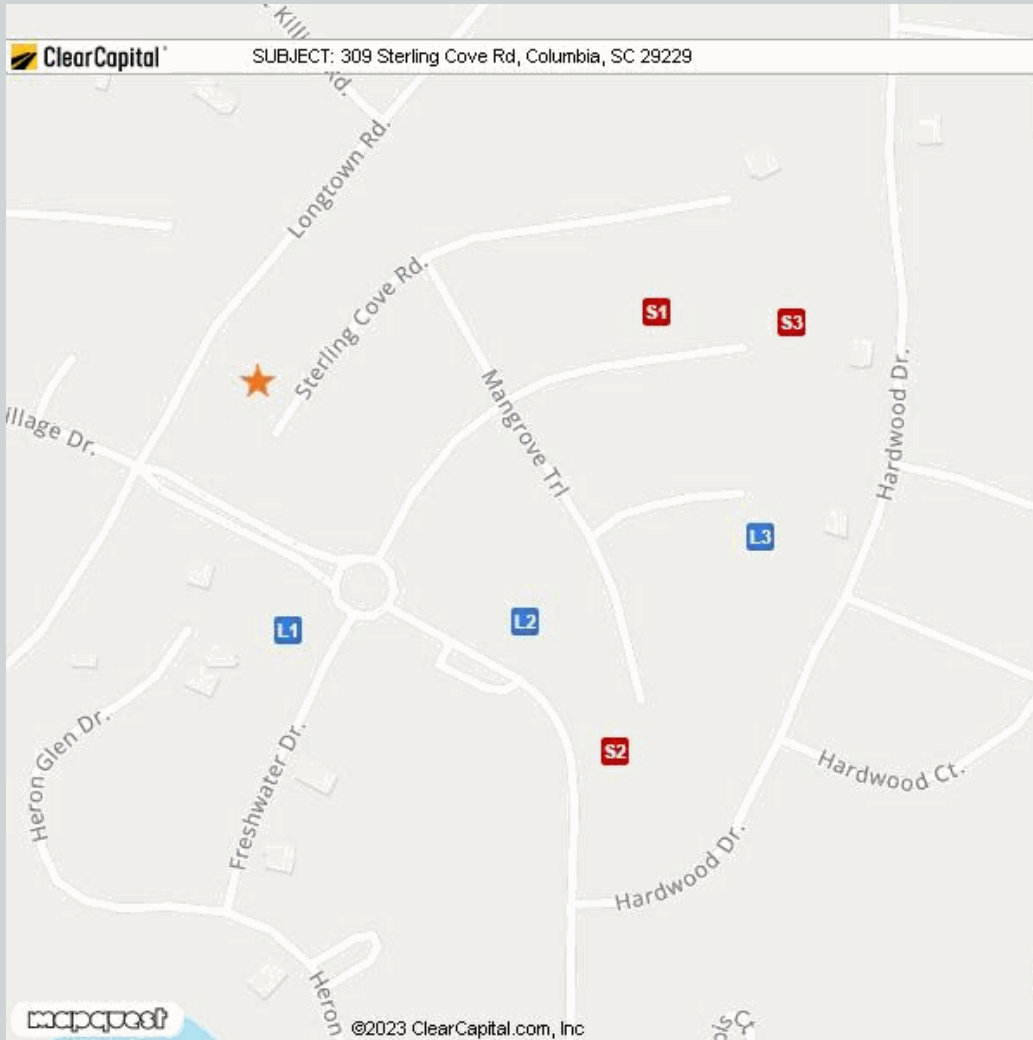 Killi
Rd.
ClearCapital
SUBJECT: 309 Sterling Cove Rd, Columbia, SC 29229
Longtown Rd.
Sterling Cove Rd.
S1
S3
Mangrove Trl
Hardwood Dr.
illage Dr.
L3
L1
L2
S2
Heron Glen Dr.
Freshwater Dr.
Hardwood Ct.
Hardwood Dr.
Heron
mapquest
©2023 ClearCapital.com, Inc